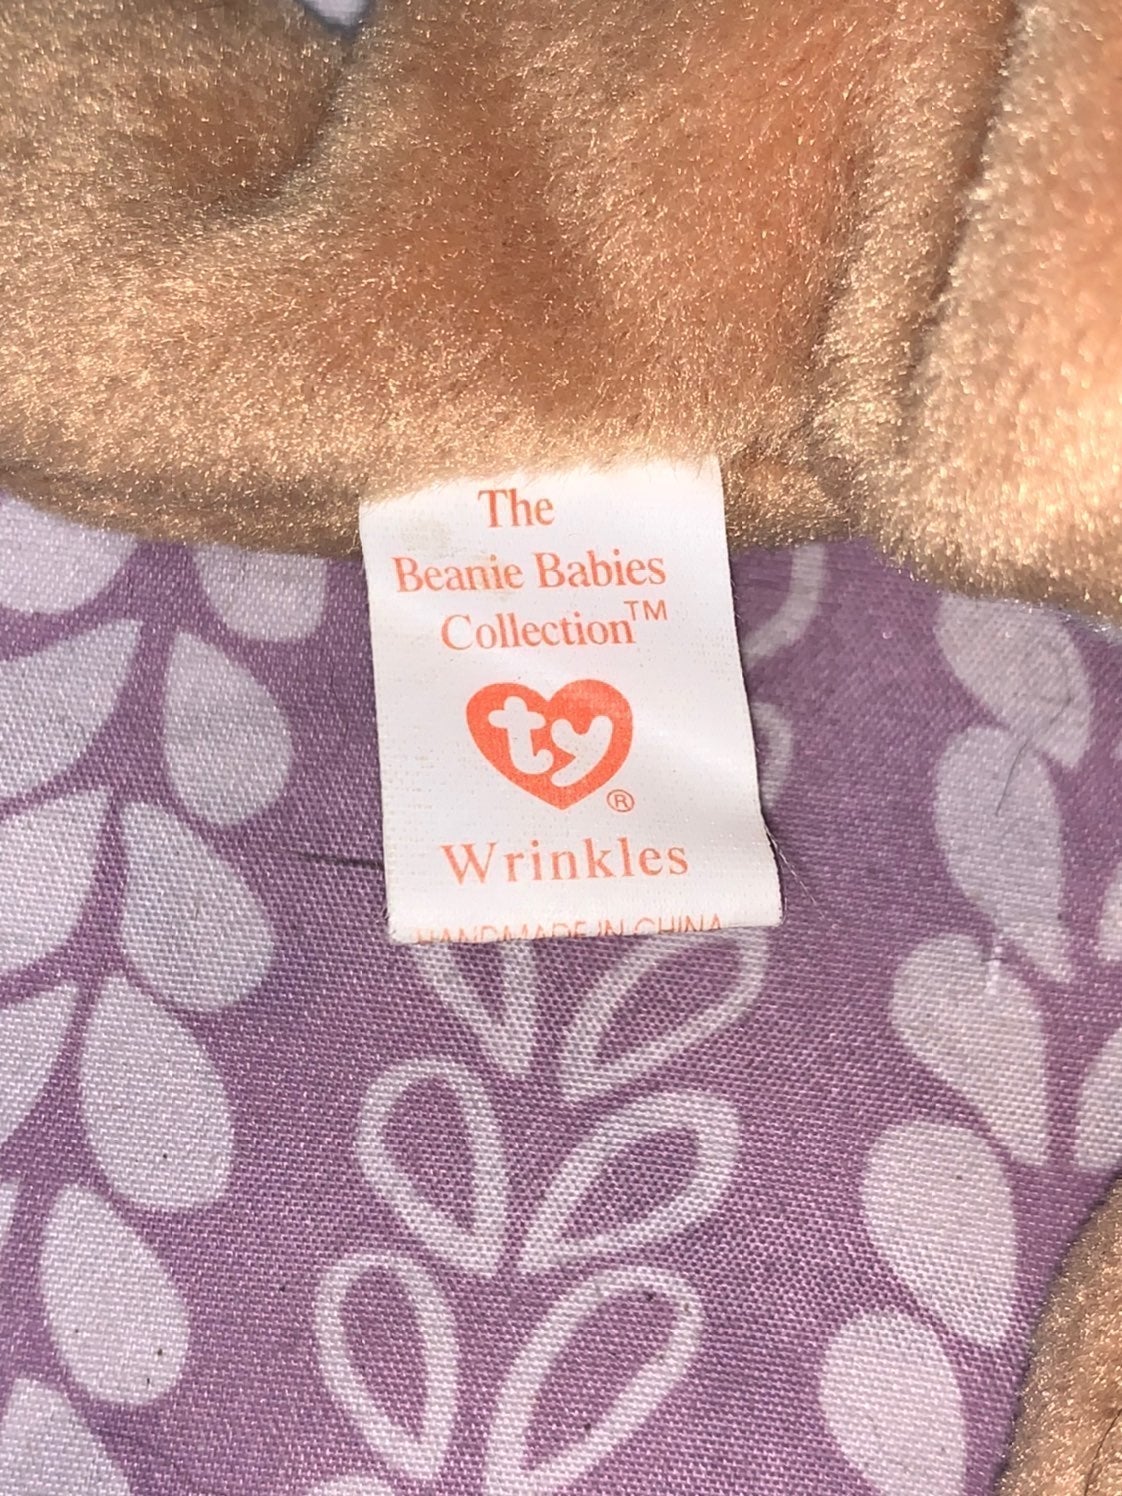 The
Beanie Babies
Collection™
ty
®
Wrinkles
HANDMADE IN CHINA